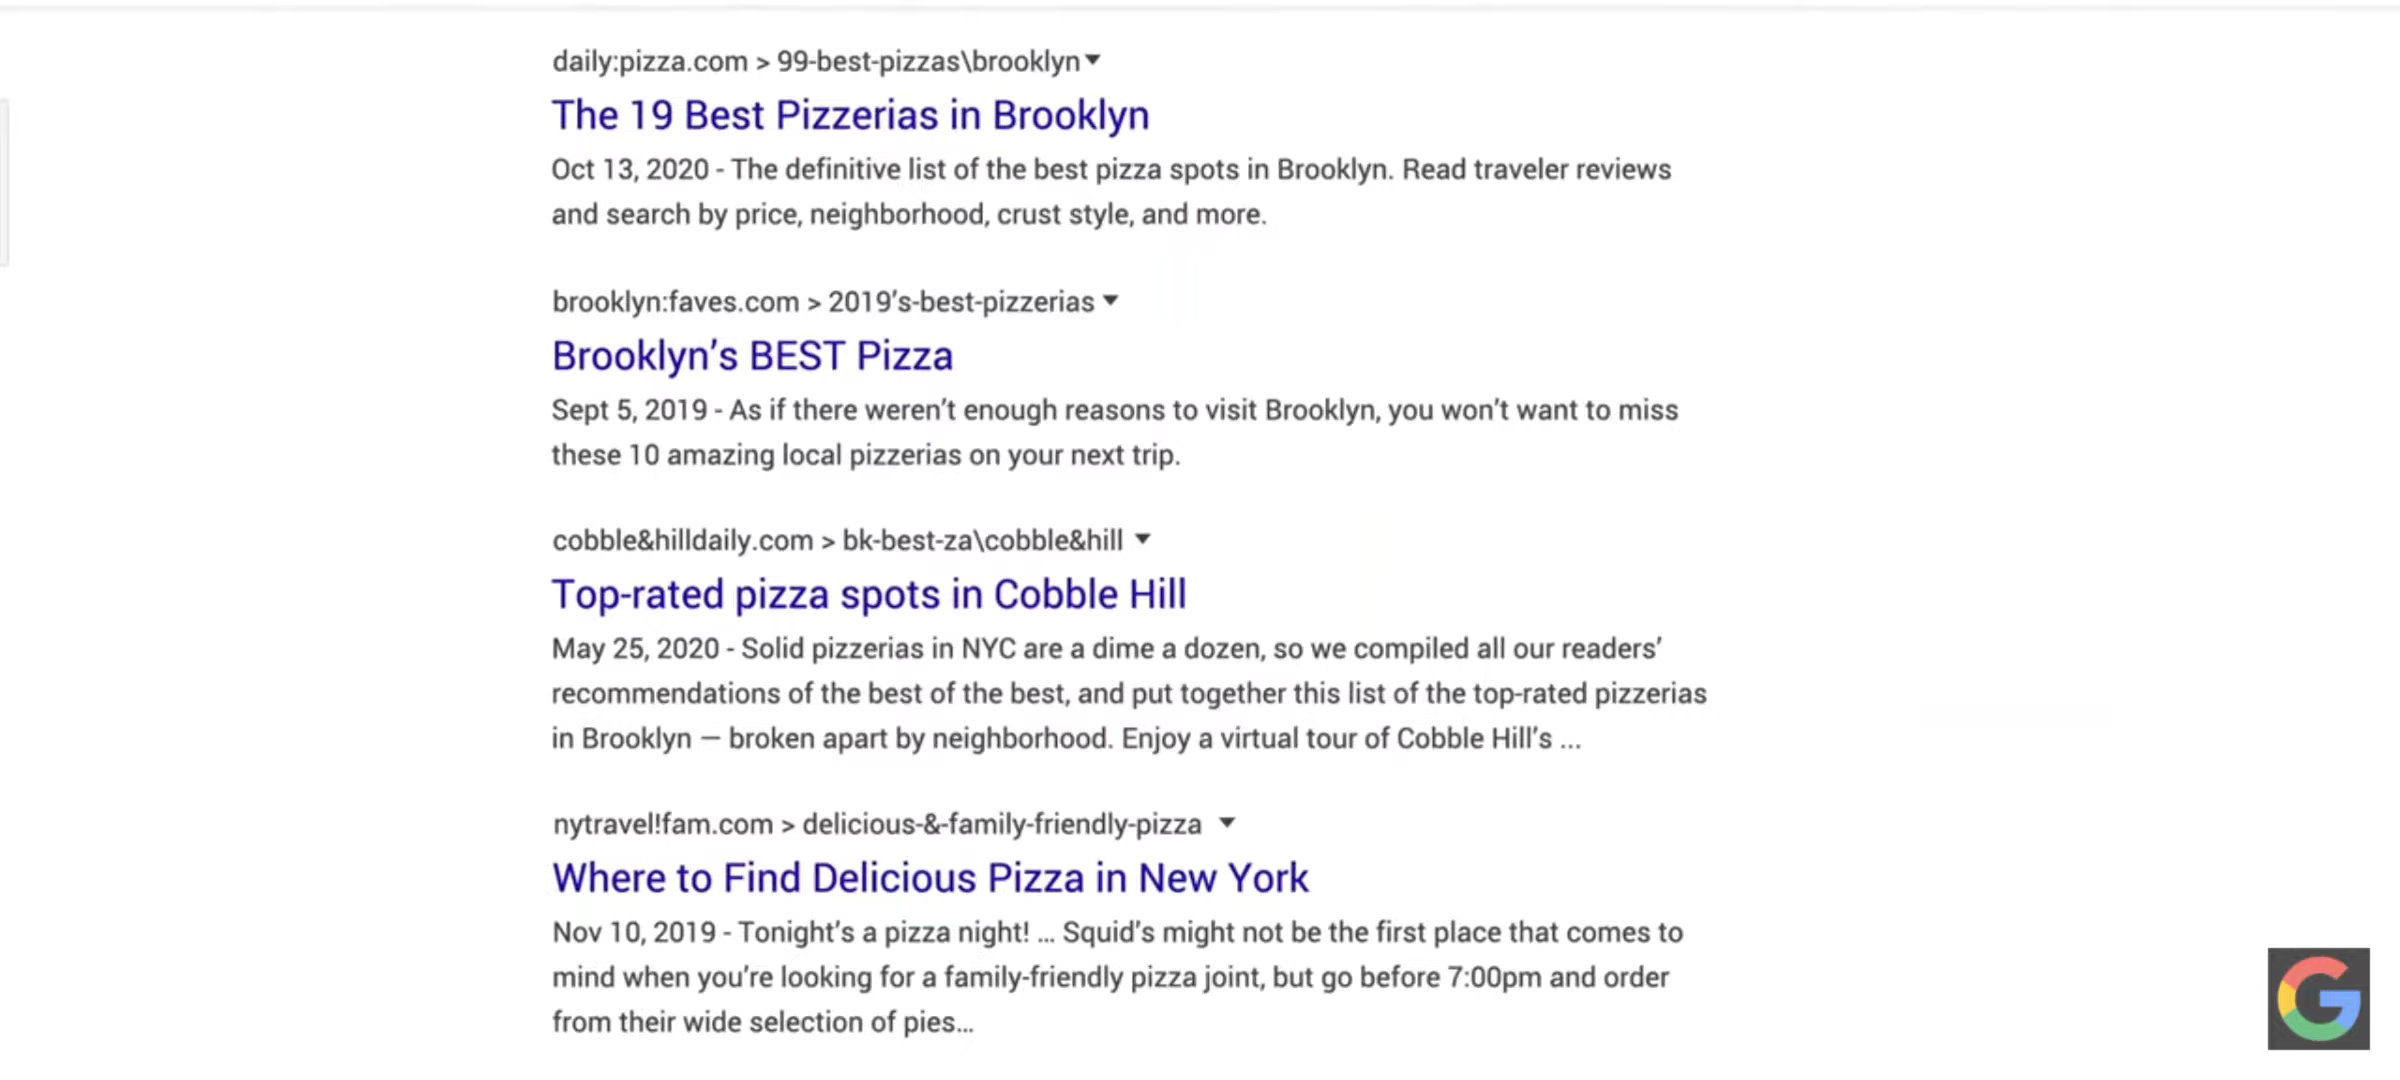 daily:pizza.com > 99-best-pizzas\brooklyn
The 19 Best Pizzerias in Brooklyn
Oct 13, 2020 - The definitive list of the best pizza spots in Brooklyn. Read traveler reviews
and search by price, neighborhood, crust style, and more.
brooklyn:faves.com > 2019’s-best-pizzerias
Brooklyn’s BEST Pizza
Sept 5, 2019 - As if there weren’t enough reasons to visit Brooklyn, you won’t want to miss
these 10 amazing local pizzerias on your next trip.
cobble&hilldaily.com > bk-best-za\cobble&hill
Top-rated pizza spots in Cobble Hill
May 25, 2020 - Solid pizzerias in NYC are a dime a dozen, so we compiled all our readers’
recommendations of the best of the best, and put together this list of the top-rated pizzerias
in Brooklyn — broken apart by neighborhood. Enjoy a virtual tour of Cobble Hill’s ...
nytravel!fam.com > delicious-&-family-friendly-pizza
Where to Find Delicious Pizza in New York
Nov 10, 2019 - Tonight’s a pizza night! ... Squid’s might not be the first place that comes to
mind when you’re looking for a family-friendly pizza joint, but go before 7:00pm and order
from their wide selection of pies...
G